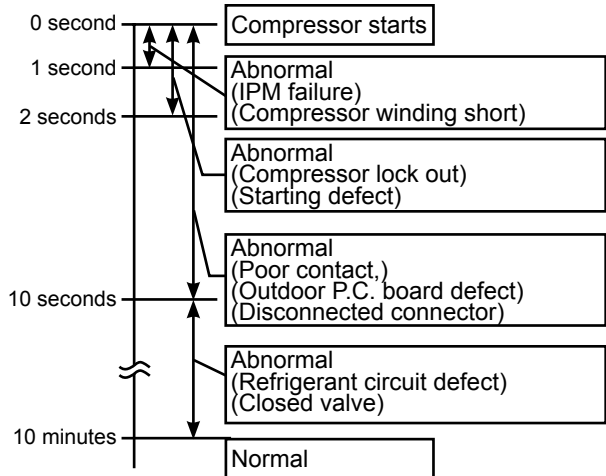 0 second
Compressor starts
1 second
Abnormal
(IPM failure)
(Compressor winding short)
2 seconds
Abnormal
(Compressor lock out)
(Starting defect)
Abnormal
(Poor contact,)
(Outdoor P.C. board defect)
(Disconnected connector)
10 seconds
Abnormal
(Refrigerant circuit defect)
(Closed valve)
10 minutes
Normal